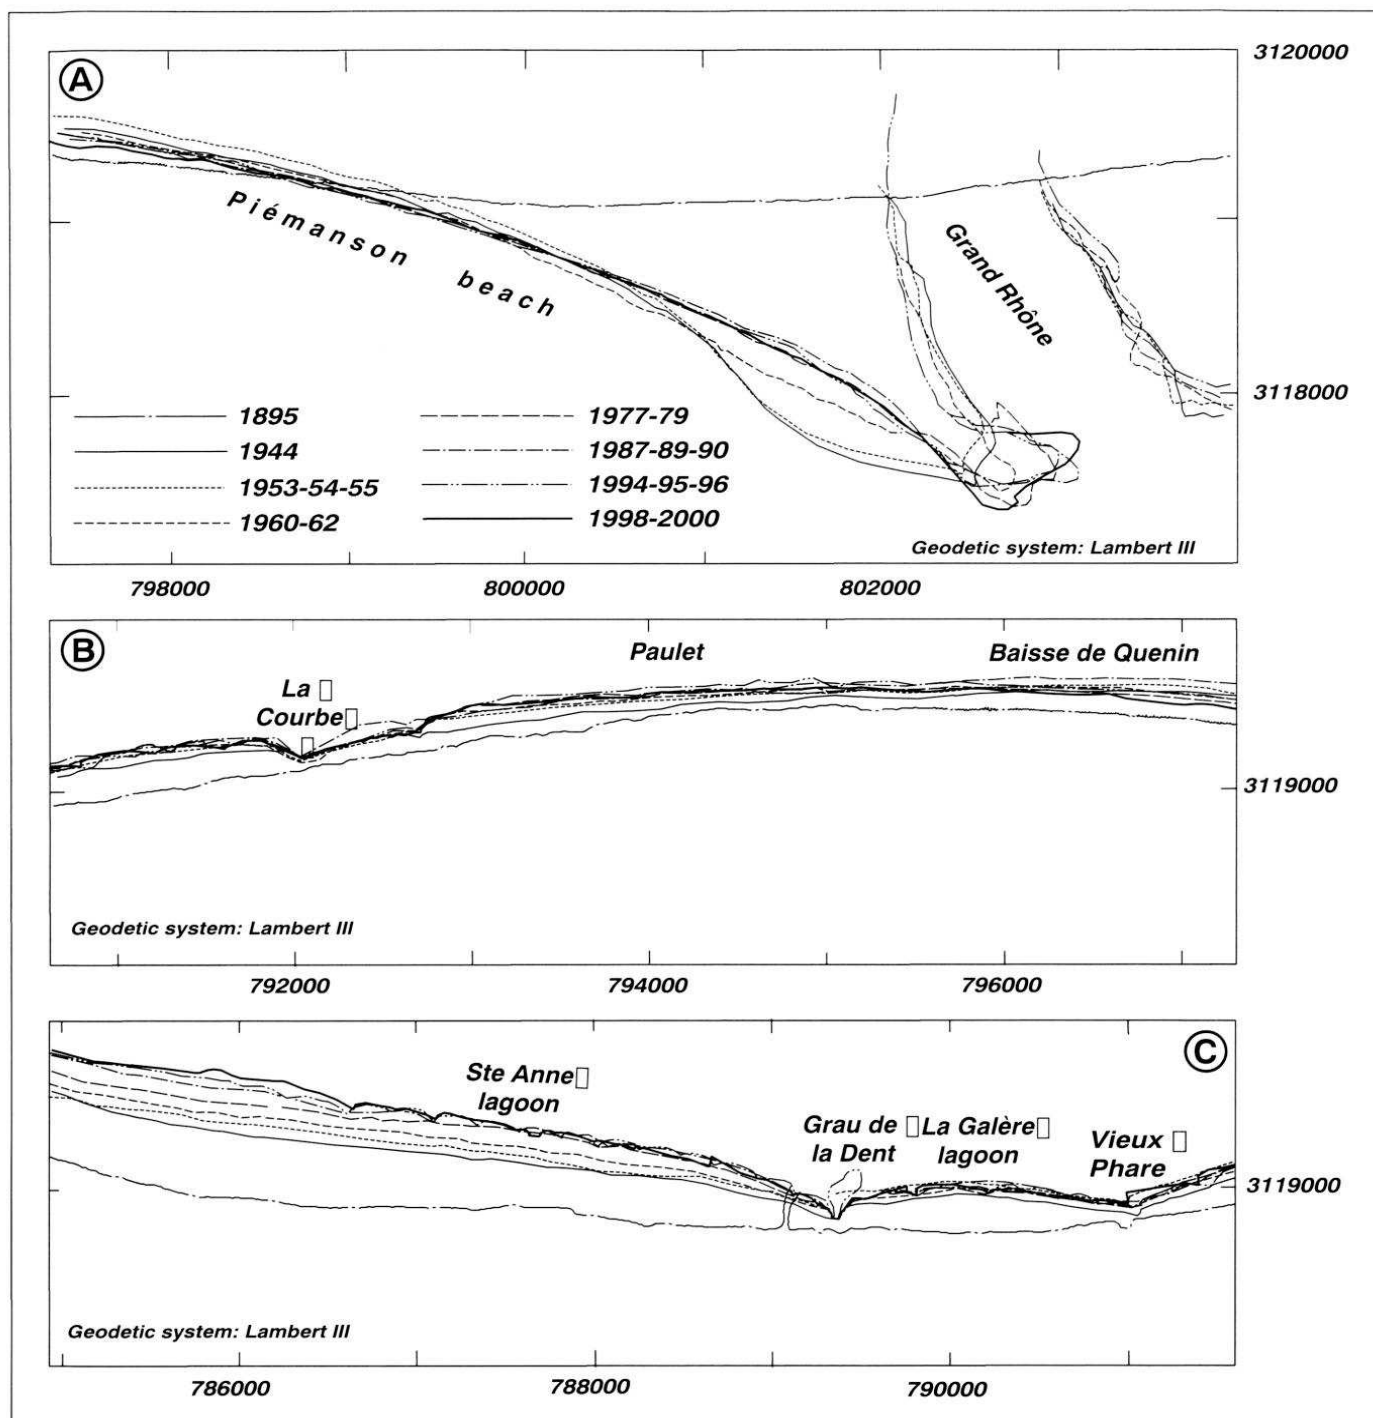 A
3120000
Piémanson beach
Grand Rhône
3118000
1895
1977-79
1944
1987-89-90
1953-54-55
1994-95-96
1960-62
1998-2000
Geodetic system: Lambert III
798000
800000
802000
B
Paulet
Baisse de Quenin
La
Courbe
3119000
Geodetic system: Lambert III
792000
794000
796000
C
Ste Anne
lagoon
Grau de
la Dent
La Galère
lagoon
Vieux
Phare
3119000
Geodetic system: Lambert III
786000
788000
790000